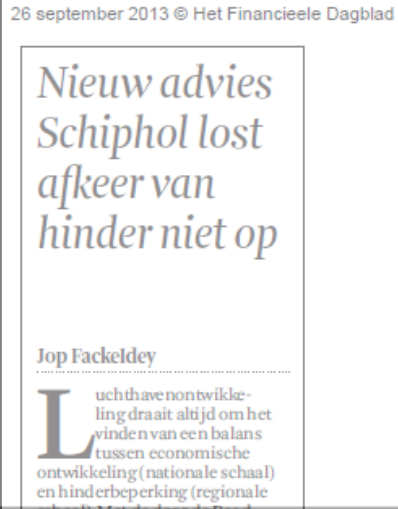 26 september 2013 © Het Financieele Dagblad
Nieuw advies
Schiphol lost
afkeer van
hinder niet op
Jop Fackeldey
Luchthavenontwikke-
ling draait altijd om het
vinden van een balans
tussen economische
ontwikkeling (nationale schaal)
en hinderbeperking (regionale